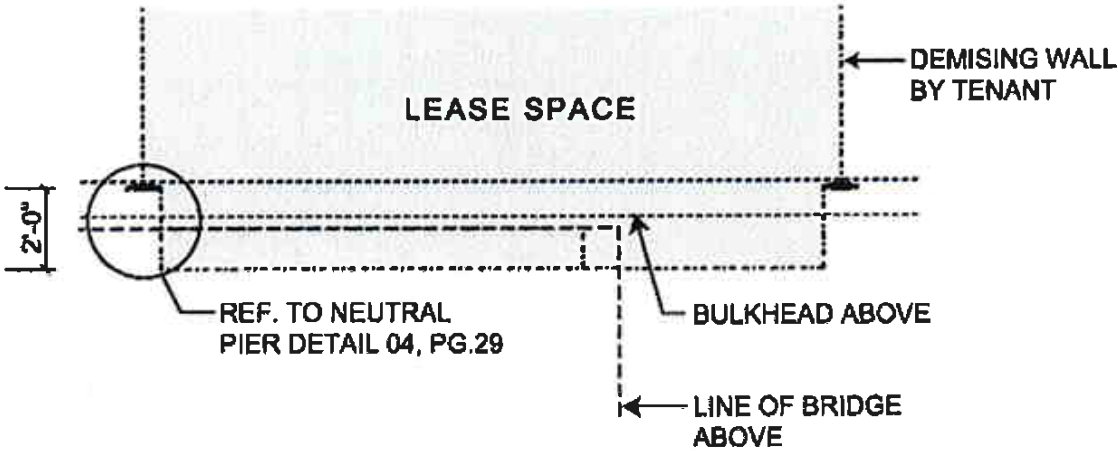 DEMISING WALL
BY TENANT
LEASE SPACE
2'-0"
REF. TO NEUTRAL
PIER DETAIL 04, PG.29
BULKHEAD ABOVE
LINE OF BRIDGE
ABOVE